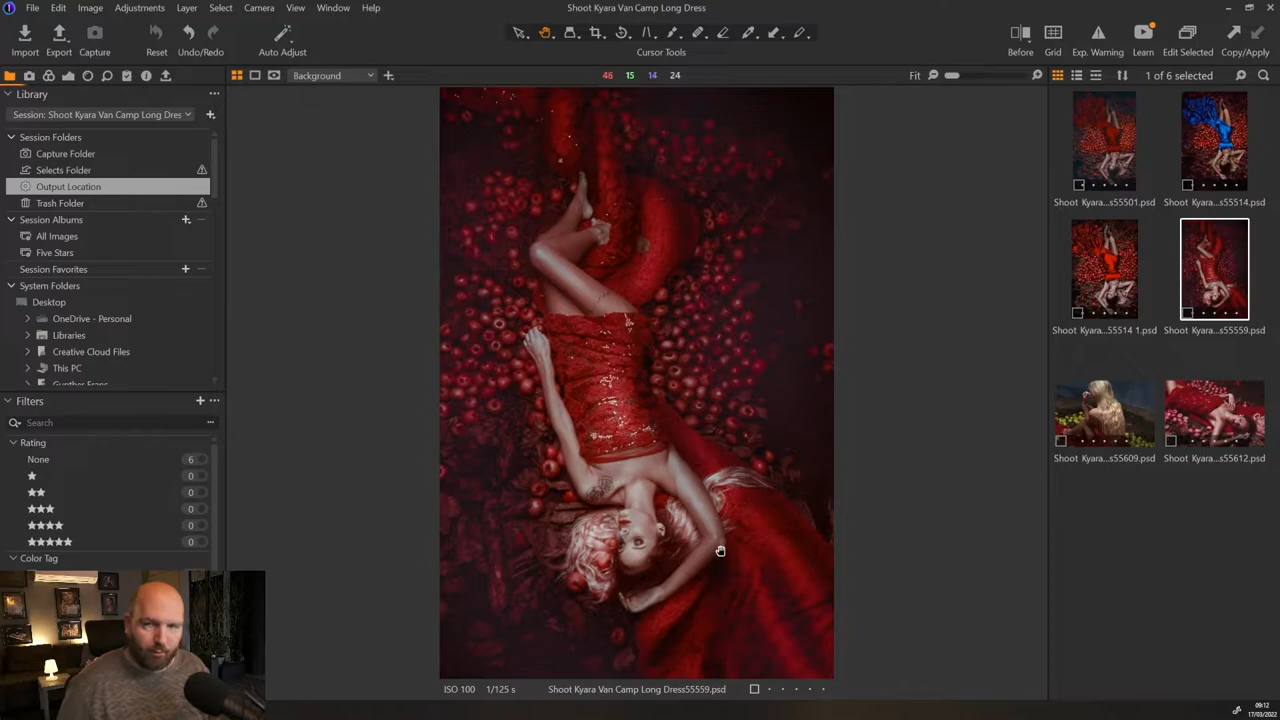 File Edit Image Adjustments Layer Select Camera View Window Help
Shoot Kyara Van Camp Long Dress
Import Export Capture Reset Undo/Redo Auto Adjust Cursor Tools Before Grid Exp. Warning Learn Edit Selected Copy/Apply
Background
46 15 14 24
Fit
1 of 6 selected
Library
Session: Shoot Kyara Van Camp Long Dres
Session Folders
Capture Folder
Selects Folder
Output Location
Trash Folder
Session Albums
All Images
Five Stars
Session Favorites
System Folders
Desktop
OneDrive - Personal
Libraries
Creative Cloud Files
This PC
Filters
Search
Rating
None 6
0
0
0
0
0
Color Tag
Shoot Kyara...s55501.psd
Shoot Kyara...s55514.psd
Shoot Kyara...55514 1.psd
Shoot Kyara...s55559.psd
Shoot Kyara...s55609.psd
Shoot Kyara...s55612.psd
ISO 100 1/125 s Shoot Kyara Van Camp Long Dress55559.psd
09:12
17/03/2022